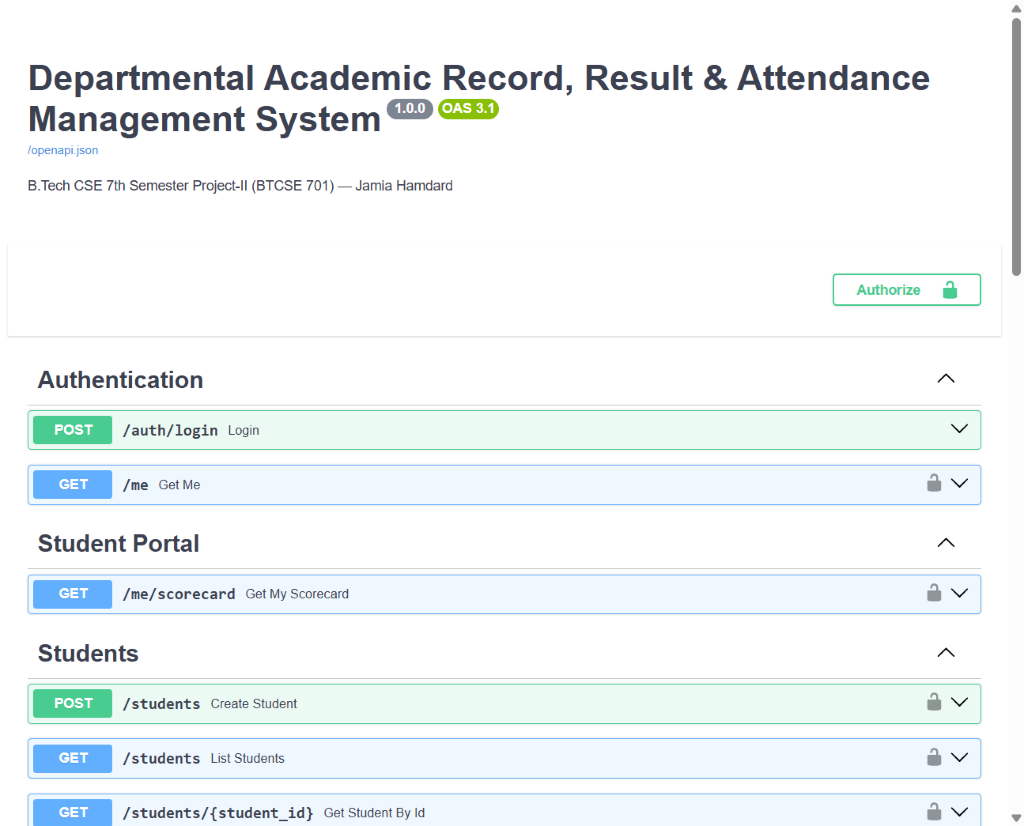 Departmental Academic Record, Result & Attendance
Management System 1.0.0 OAS 3.1
/openapi.json
B.Tech CSE 7th Semester Project-II (BTCSE 701) — Jamia Hamdard
Authorize
Authentication
POST /auth/login Login
GET /me Get Me
Student Portal
GET /me/scorecard Get My Scorecard
Students
POST /students Create Student
GET /students List Students
GET /students/{student_id} Get Student By Id